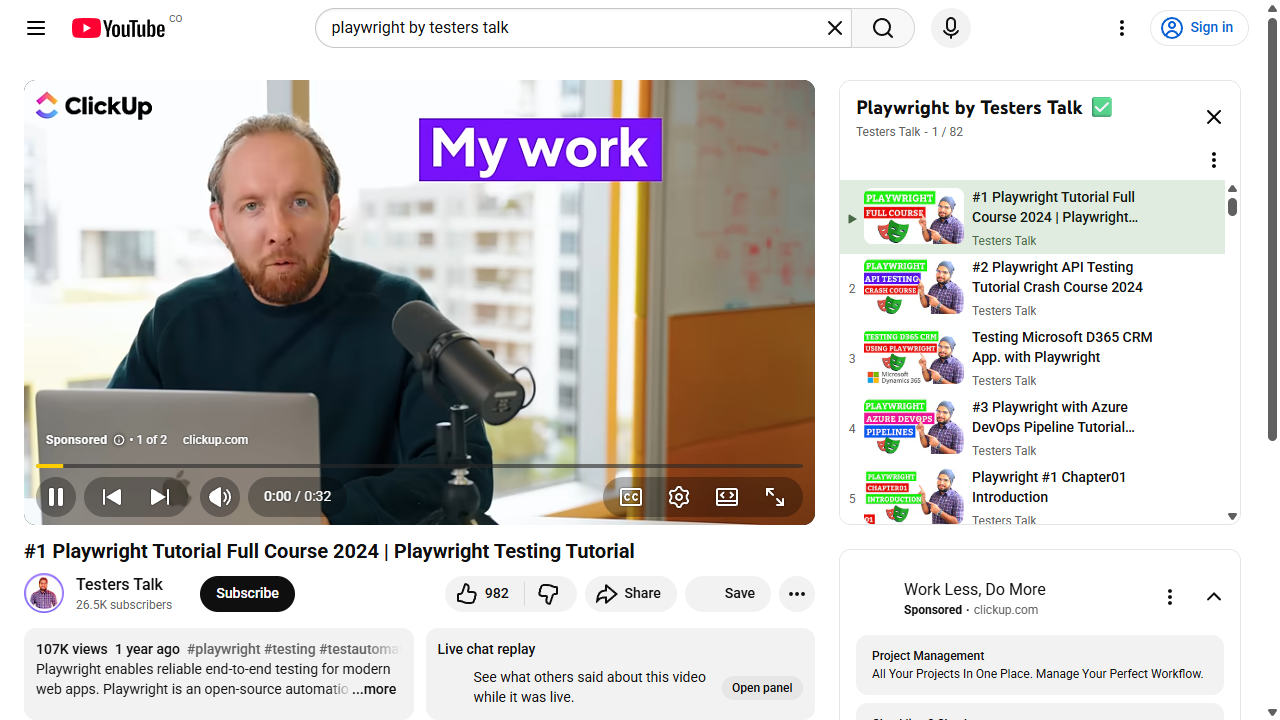 YouTube CO
playwright by testers talk
Sign in
ClickUp
My work
Sponsored • 1 of 2 clickup.com
0:00 / 0:32
CC
#1 Playwright Tutorial Full Course 2024 | Playwright Testing Tutorial
Testers Talk
26.5K subscribers
Subscribe
982
Share
Save
107K views 1 year ago #playwright #testing #testautoma
Playwright enables reliable end-to-end testing for modern
web apps. Playwright is an open-source automatio ...more
Live chat replay
See what others said about this video
while it was live.
Open panel
Playwright by Testers Talk ✅
Testers Talk - 1 / 82
PLAYWRIGHT
FULL COURSE
#1 Playwright Tutorial Full
Course 2024 | Playwright...
Testers Talk
2
PLAYWRIGHT
API TESTING
CRASH COURSE
#2 Playwright API Testing
Tutorial Crash Course 2024
Testers Talk
3
TESTING D365 CRM
USING PLAYWRIGHT
Microsoft
Dynamics 365
Testing Microsoft D365 CRM
App. with Playwright
Testers Talk
4
PLAYWRIGHT
AZURE DEVOPS
PIPELINES
#3 Playwright with Azure
DevOps Pipeline Tutorial...
Testers Talk
5
PLAYWRIGHT
CHAPTER01
INTRODUCTION
01
Playwright #1 Chapter01
Introduction
Testers Talk
Work Less, Do More
Sponsored · clickup.com
Project Management
All Your Projects In One Place. Manage Your Perfect Workflow.